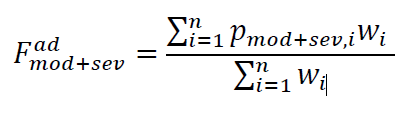 F^{ad}_{mod+sev} = \frac{\sum_{i=1}^{n} p_{mod+sev,i} w_i}{\sum_{i=1}^{n} w_i}